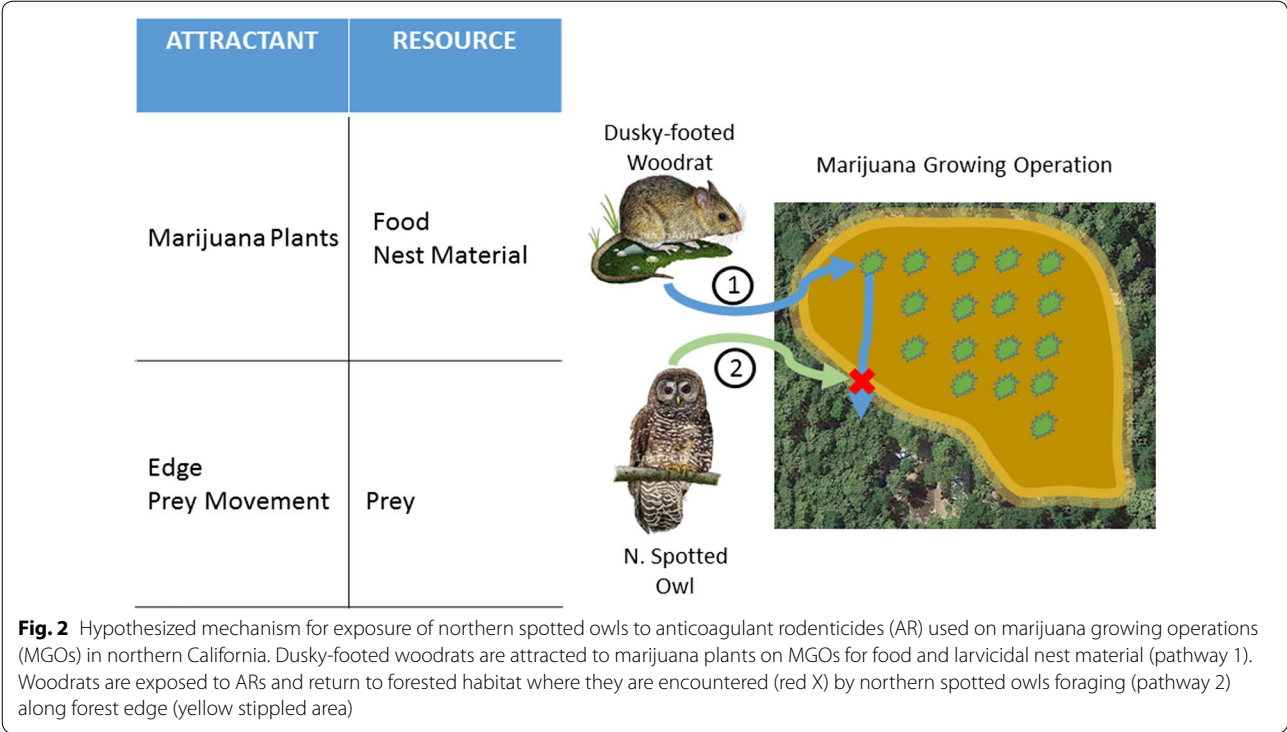 ATTRACTANT
RESOURCE
Marijuana Plants
Food
Nest Material
Edge
Prey Movement
Prey
Dusky-footed
Woodrat
1
2
N. Spotted
Owl
Marijuana Growing Operation
Fig. 2 Hypothesized mechanism for exposure of northern spotted owls to anticoagulant rodenticides (AR) used on marijuana growing operations
(MGOs) in northern California. Dusky-footed woodrats are attracted to marijuana plants on MGOs for food and larvicidal nest material (pathway 1).
Woodrats are exposed to ARs and return to forested habitat where they are encountered (red X) by northern spotted owls foraging (pathway 2)
along forest edge (yellow stippled area)